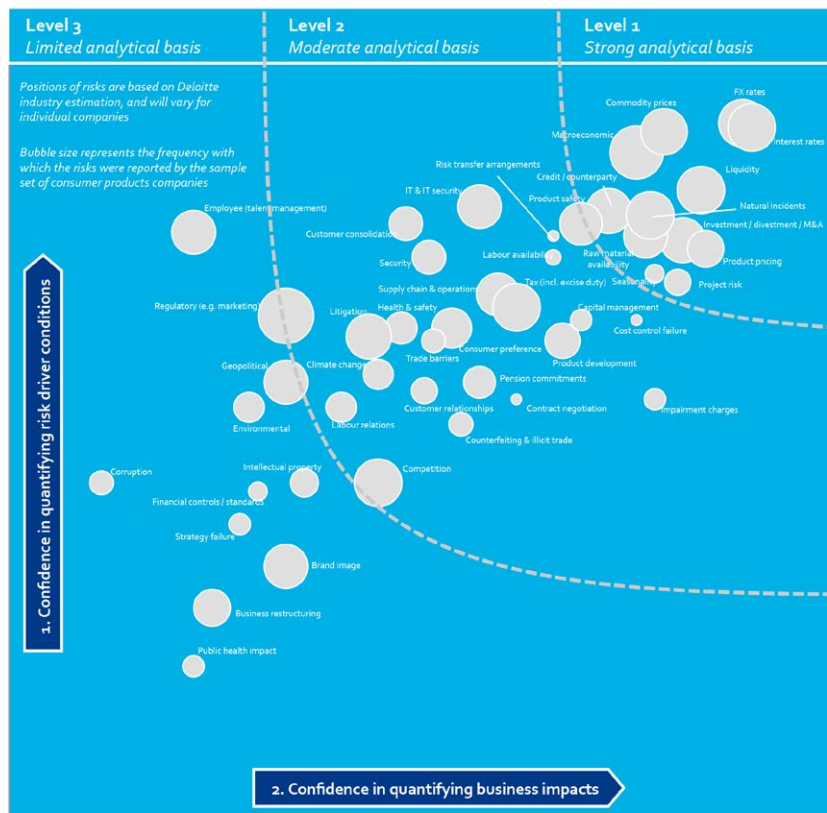 Level 3
Limited analytical basis
Level 2
Moderate analytical basis
Level 1
Strong analytical basis
Positions of risks are based on Deloitte
industry estimation, and will vary for
individual companies
Bubble size represents the frequency with
which the risks were reported by the sample
set of consumer products companies
FX rates
Commodity prices
Macroeconomic
Interest rates
Risk transfer arrangements
Credit / counterparty
Liquidity
IT & IT security
Product safety
Natural incidents
Employee (talent management)
Customer consolidation
Investment / divestment / M&A
Labour availability
Raw material
availability
Security
Product pricing
Seasonality
Supply chain & operations
Tax (incl. excise duty)
Project risk
Regulatory (e.g. marketing)
Litigation
Health & safety
Capital management
Cost control failure
Trade barriers
Consumer preference
Product development
Geopolitical
Climate change
Pension commitments
Customer relationships
Contract negotiation
Impairment charges
Environmental
Labour relations
Counterfeiting & illicit trade
Corruption
Intellectual property
Competition
Financial controls / standards
Strategy failure
Brand image
Business restructuring
Public health impact
1. Confidence in quantifying risk driver conditions
2. Confidence in quantifying business impacts